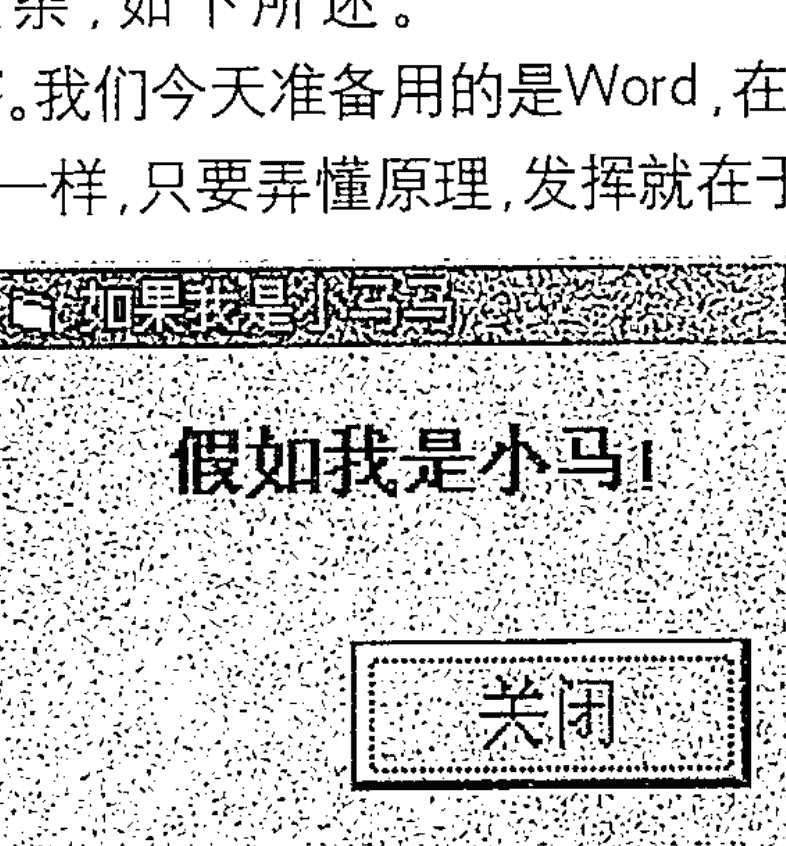 ,如下所述。
。我们今天准备用的是Word,在
一样,只要弄懂原理,发挥就在于
如果我是小马马
假如我是小马!
关闭